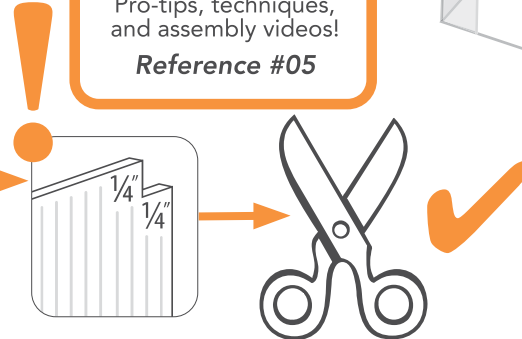 Pro-tips, techniques,
and assembly videos!
Reference #05
1/4"
1/4"